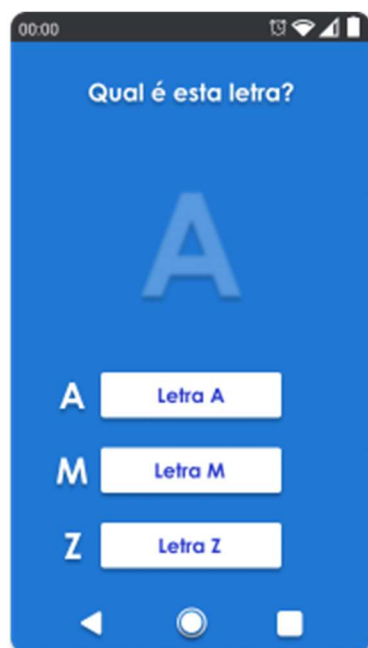 00:00
Qual é esta letra?
A
A Letra A
M Letra M
Z Letra Z